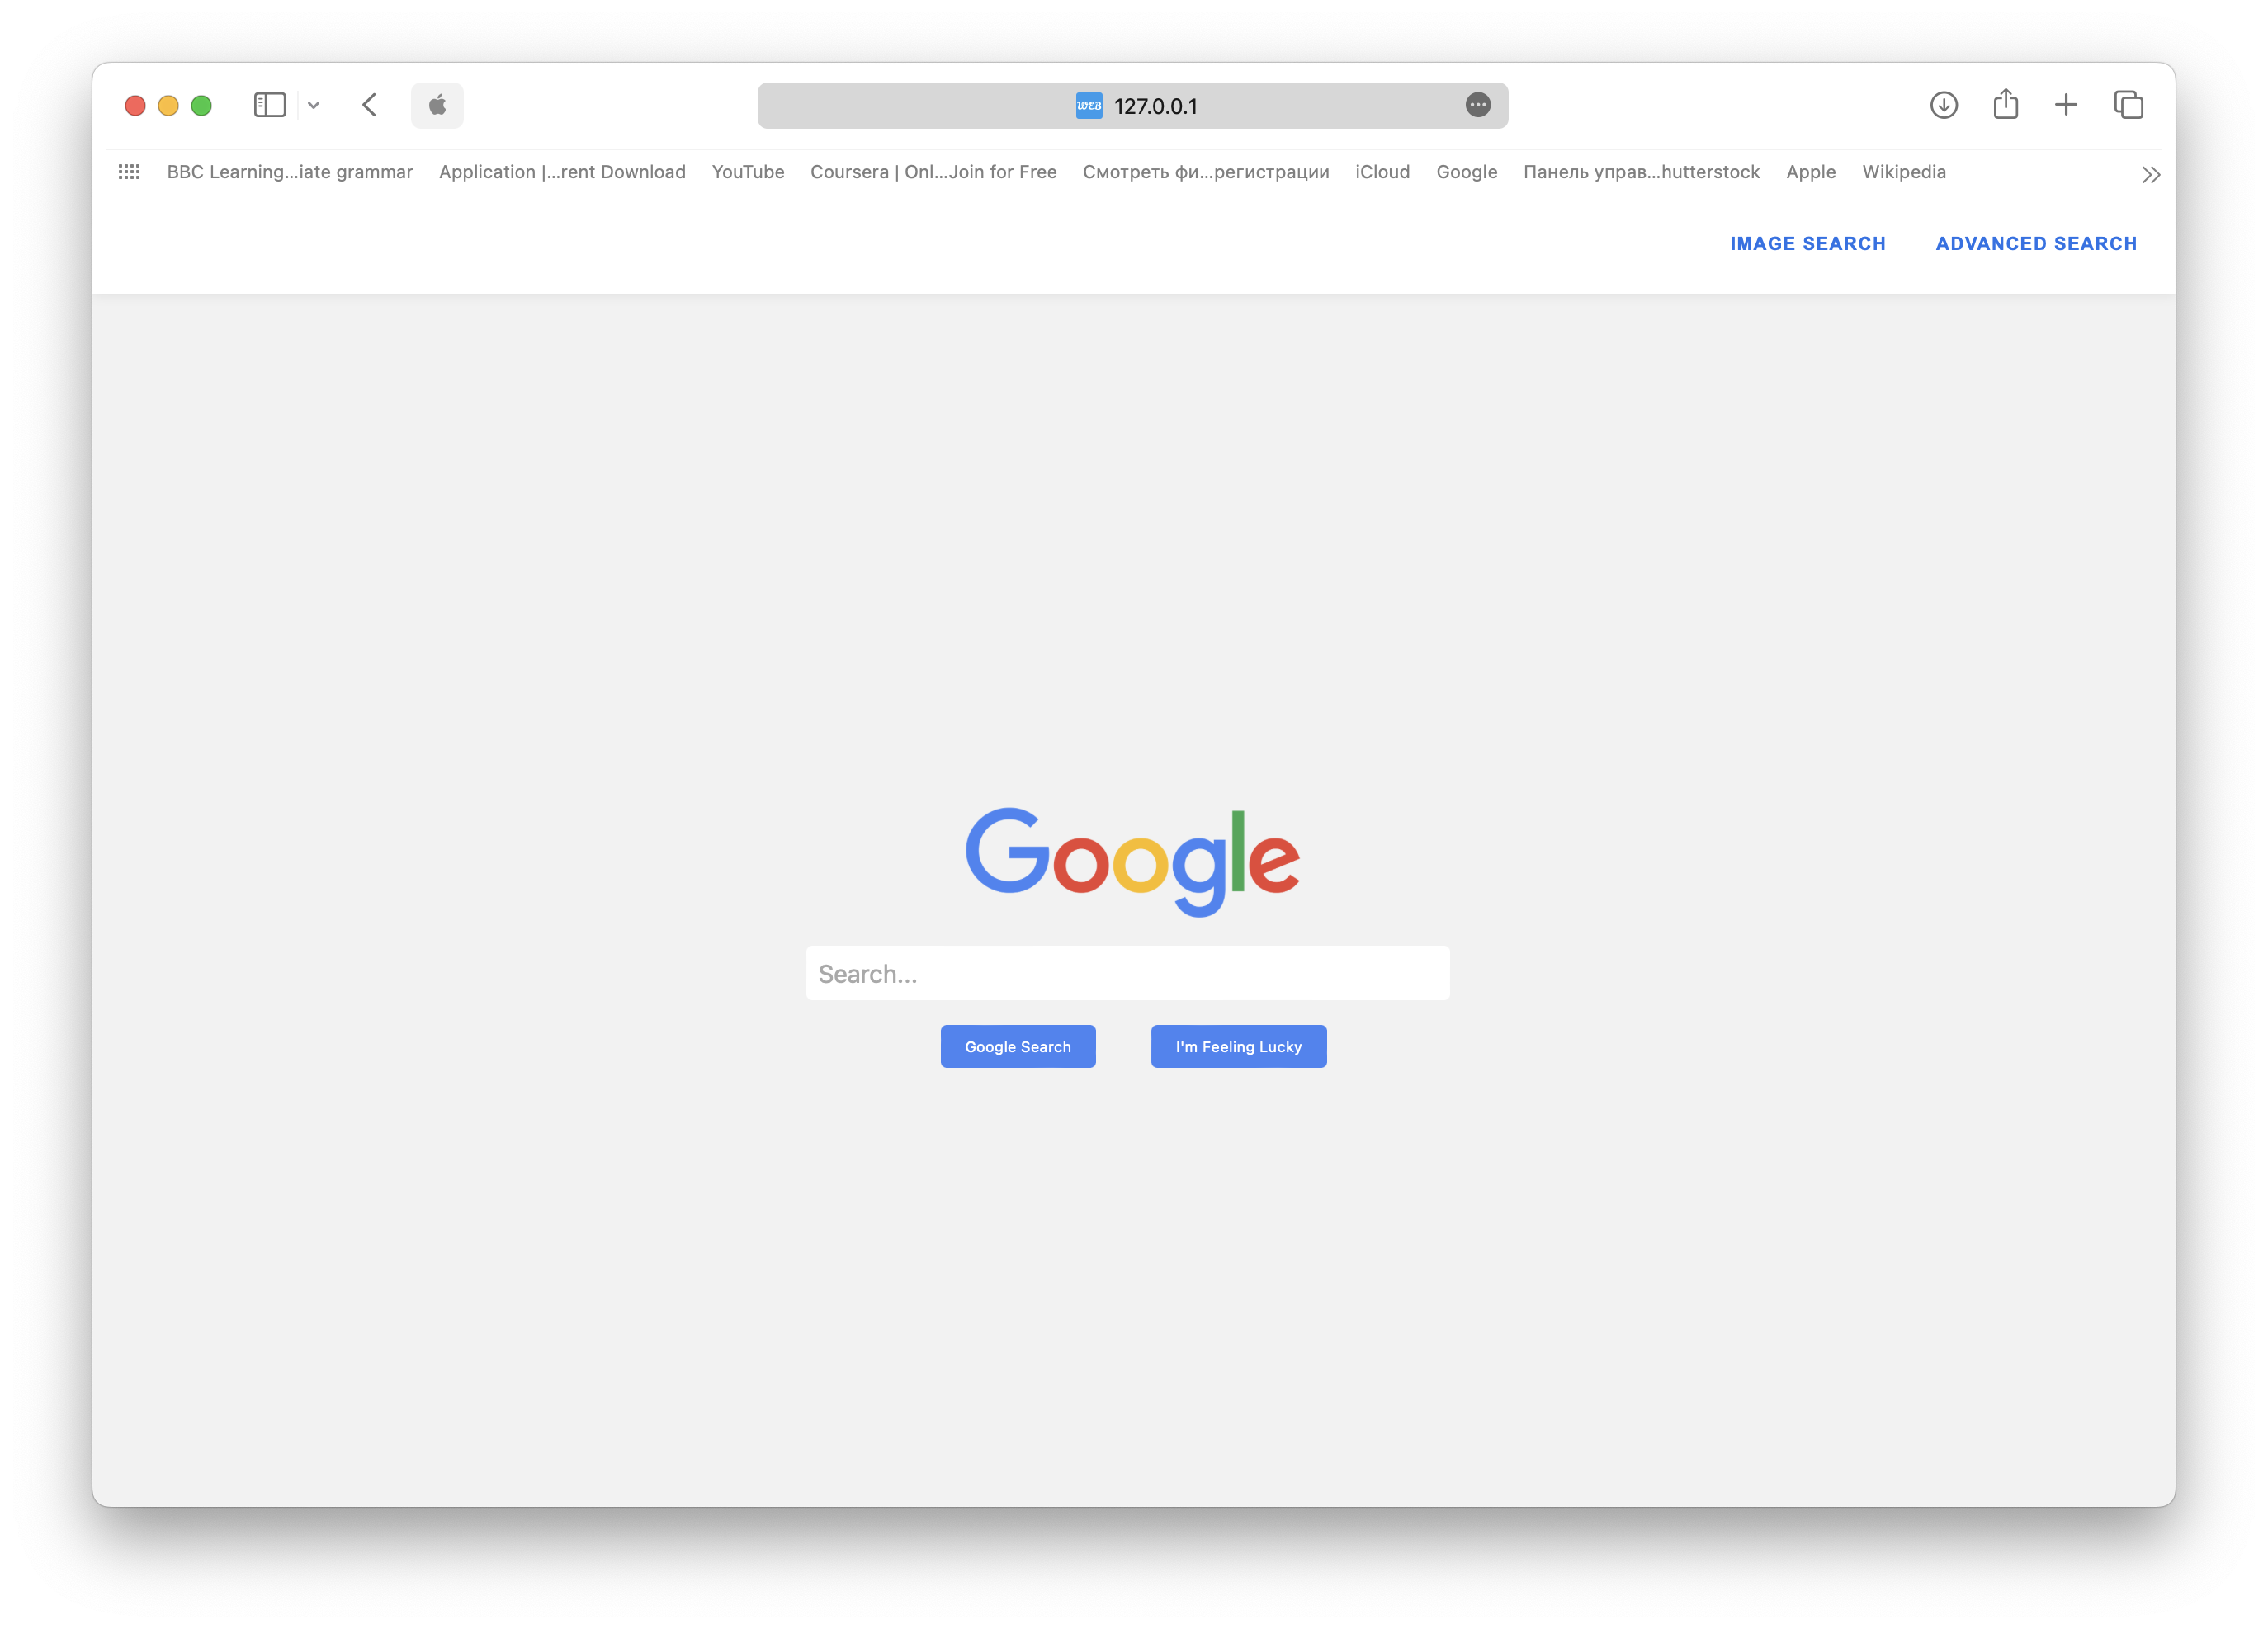 WEB 127.0.0.1
BBC Learning...iate grammar Application |...rent Download YouTube Coursera | Onl...Join for Free Смотреть фи...регистрации iCloud Google Панель управ...hutterstock Apple Wikipedia
IMAGE SEARCH ADVANCED SEARCH
Google
Search...
Google Search I'm Feeling Lucky